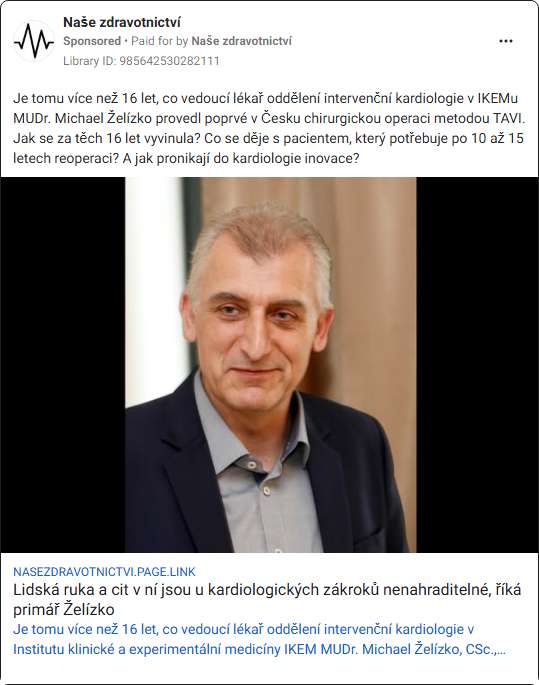 Naše zdravotnictví
Sponsored • Paid for by Naše zdravotnictví
Library ID: 985642530282111
Je tomu více než 16 let, co vedoucí lékař oddělení intervenční kardiologie v IKEMu
MUDr. Michael Želízko provedl poprvé v Česku chirurgickou operaci metodou TAVI.
Jak se za těch 16 let vyvinula? Co se děje s pacientem, který potřebuje po 10 až 15
letech reoperaci? A jak pronikají do kardiologie inovace?
NASEZDRAVOTNICTVI.PAGE.LINK
Lidská ruka a cit v ní jsou u kardiologických zákroků nenahraditelné, říká
primář Želízko
Je tomu více než 16 let, co vedoucí lékař oddělení intervenční kardiologie v
Institutu klinické a experimentální medicíny IKEM MUDr. Michael Želízko, CSc.,...